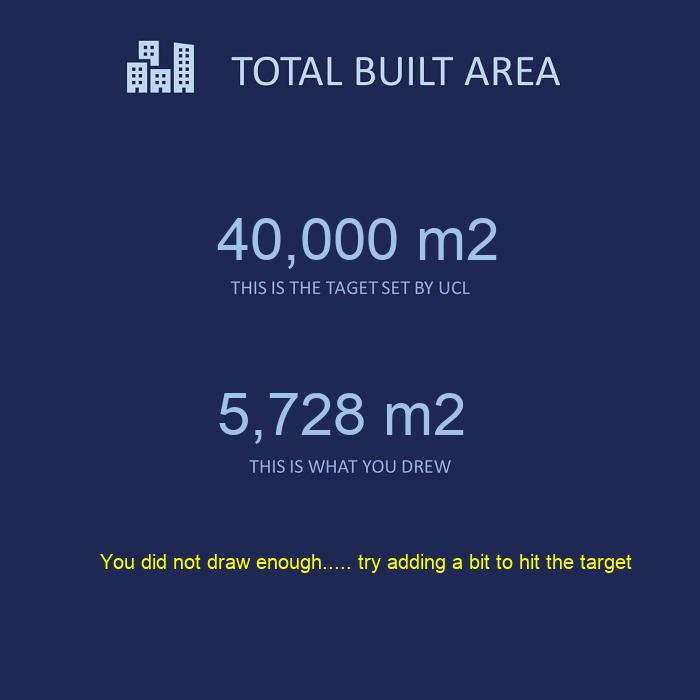 TOTAL BUILT AREA
40,000 m2
THIS IS THE TAGET SET BY UCL
5,728 m2
THIS IS WHAT YOU DREW
You did not draw enough..... try adding a bit to hit the target